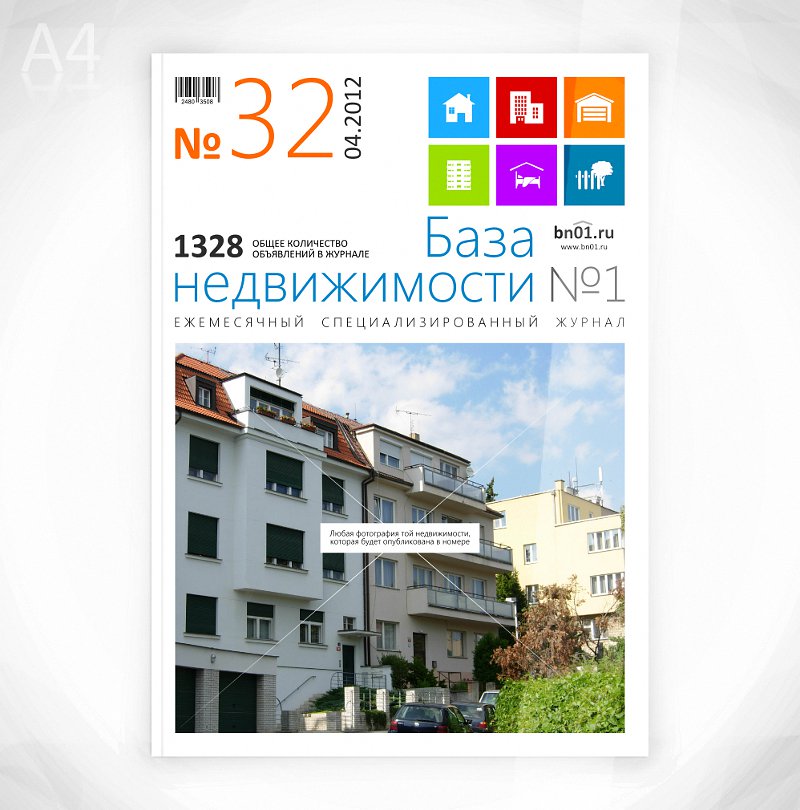 A4
2480 3508
№ 32
04.2012
1328 ОБЩЕЕ КОЛИЧЕСТВО
ОБЪЯВЛЕНИЙ В ЖУРНАЛЕ
База
недвижимости №1
bn01.ru
www.bn01.ru
ЕЖЕМЕСЯЧНЫЙ СПЕЦИАЛИЗИРОВАННЫЙ ЖУРНАЛ
Любая фотография той недвижимости,
которая будет опубликована в номере